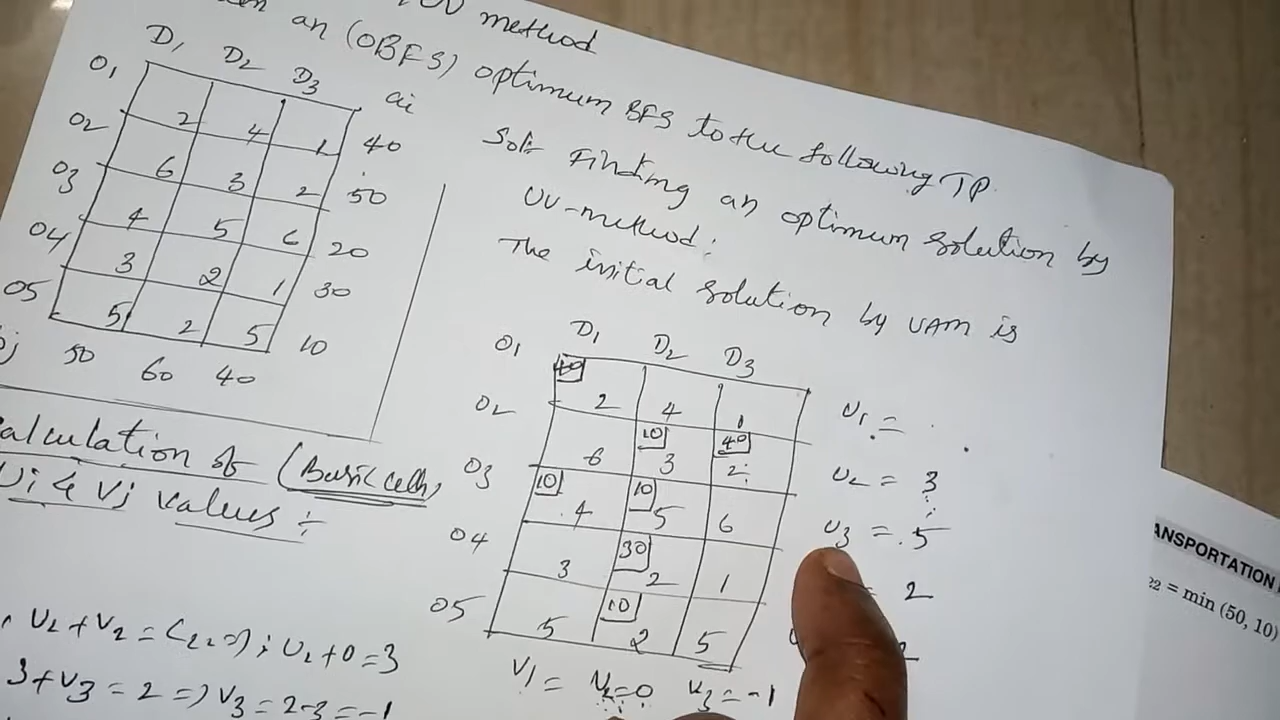 UV method
an (OBFS) optimum BFS to the following TP.
D1 D2 D3 ai
O1 2 4 1 40
O2 6 3 2 50
O3 4 5 6 20
O4 3 2 1 30
O5 5 2 5 10
bj 50 60 40
Soln Finding an optimum solution by
UV-method:
The initial solution by VAM is
D1 D2 D3
O1 40 2 4 1 U1 =
O2 6 10 3 40 2 U2 = 3
O3 10 4 10 5 6 U3 = 5
O4 3 30 2 1 = 2
O5 5 10 2 5 2
V1 = V2=0 V3 = -1
Calculation of (Basic cells)
Ui & Vj values :-
U2 + V2 = C22 => ; U2 + 0 = 3
3 + V3 = 2 => V3 = 2-3 = -1
ANSPORTATION
22 = min (50, 10)